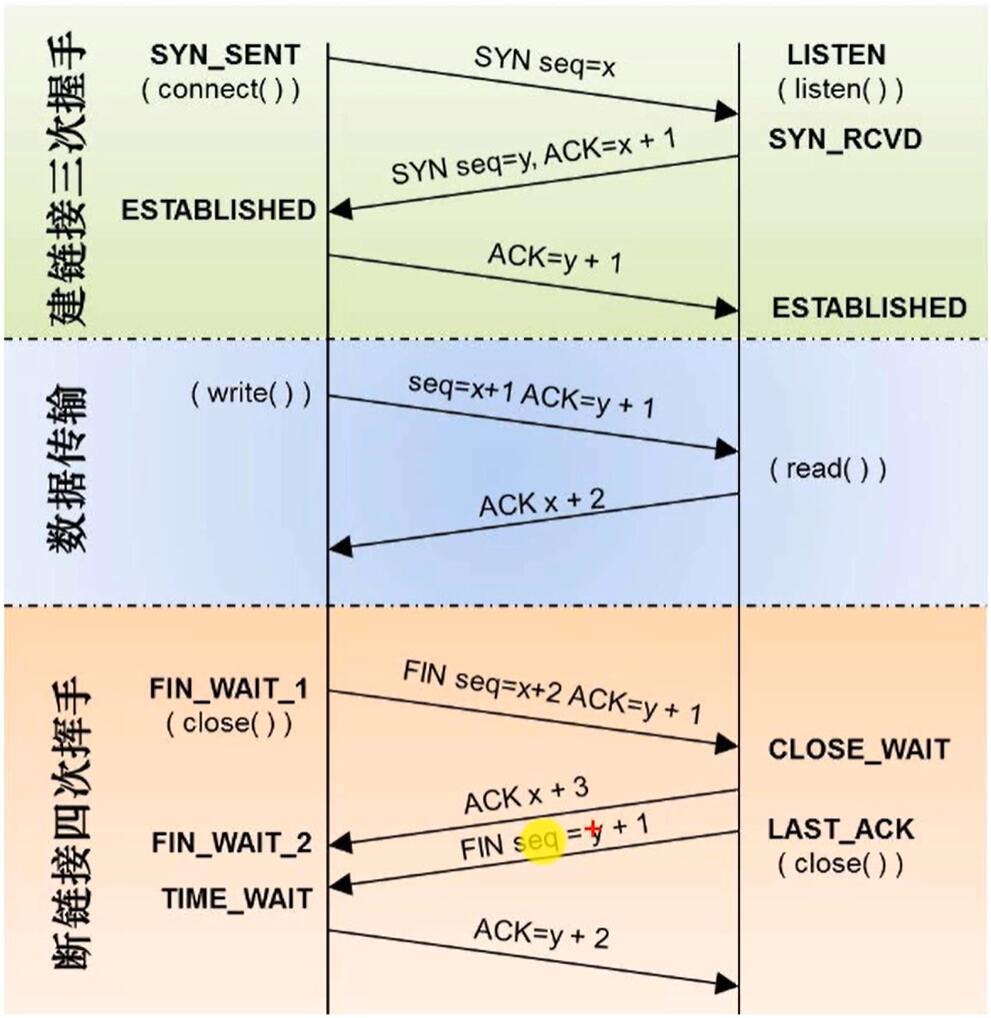 建链接三次握手
SYN_SENT
( connect( ) )
SYN seq=x
LISTEN
( listen( ) )
SYN_RCVD
SYN seq=y, ACK=x + 1
ESTABLISHED
ACK=y + 1
ESTABLISHED
数据传输
( write( ) )
seq=x+1 ACK=y + 1
( read( ) )
ACK x + 2
断链接四次挥手
FIN_WAIT_1
( close( ) )
FIN seq=x+2 ACK=y + 1
CLOSE_WAIT
ACK x + 3
FIN_WAIT_2
FIN seq = y + 1
LAST_ACK
( close( ) )
TIME_WAIT
ACK=y + 2